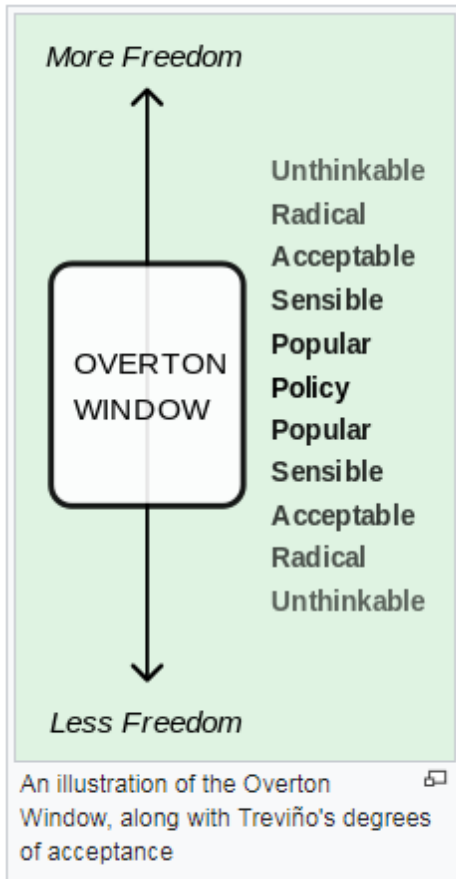 More Freedom
Unthinkable
Radical
Acceptable
Sensible
Popular
Policy
Popular
Sensible
Acceptable
Radical
Unthinkable
OVERTON
WINDOW
Less Freedom
An illustration of the Overton
Window, along with Treviño's degrees
of acceptance